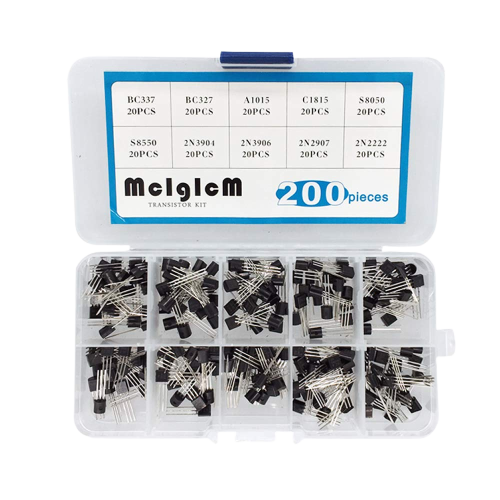 BC337 BC327 A1015 C1815 S8050
20PCS 20PCS 20PCS 20PCS 20PCS
S8550 2N3904 2N3906 2N2907 2N2222
20PCS 20PCS 20PCS 20PCS 20PCS
McIgIcM 200pieces
TRANSISTOR KIT